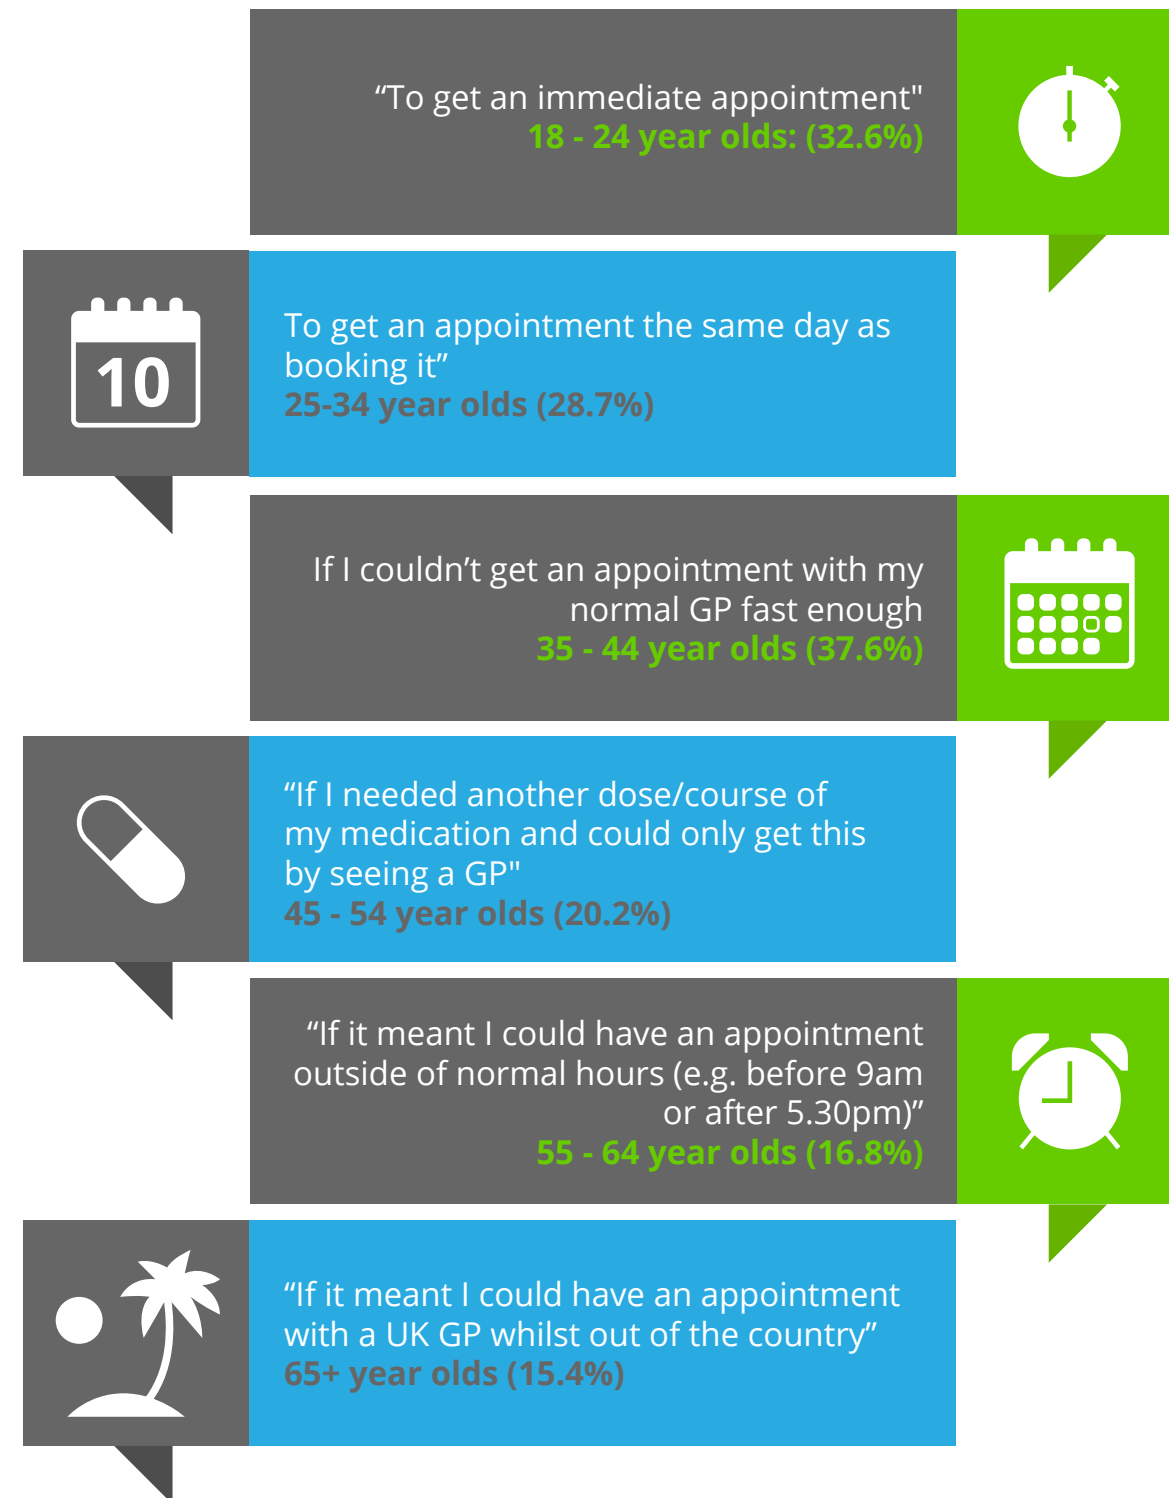 “To get an immediate appointment"
18 - 24 year olds: (32.6%)
10
To get an appointment the same day as
booking it”
25-34 year olds (28.7%)
If I couldn’t get an appointment with my
normal GP fast enough
35 - 44 year olds (37.6%)
“If I needed another dose/course of
my medication and could only get this
by seeing a GP"
45 - 54 year olds (20.2%)
“If it meant I could have an appointment
outside of normal hours (e.g. before 9am
or after 5.30pm)”
55 - 64 year olds (16.8%)
“If it meant I could have an appointment
with a UK GP whilst out of the country”
65+ year olds (15.4%)